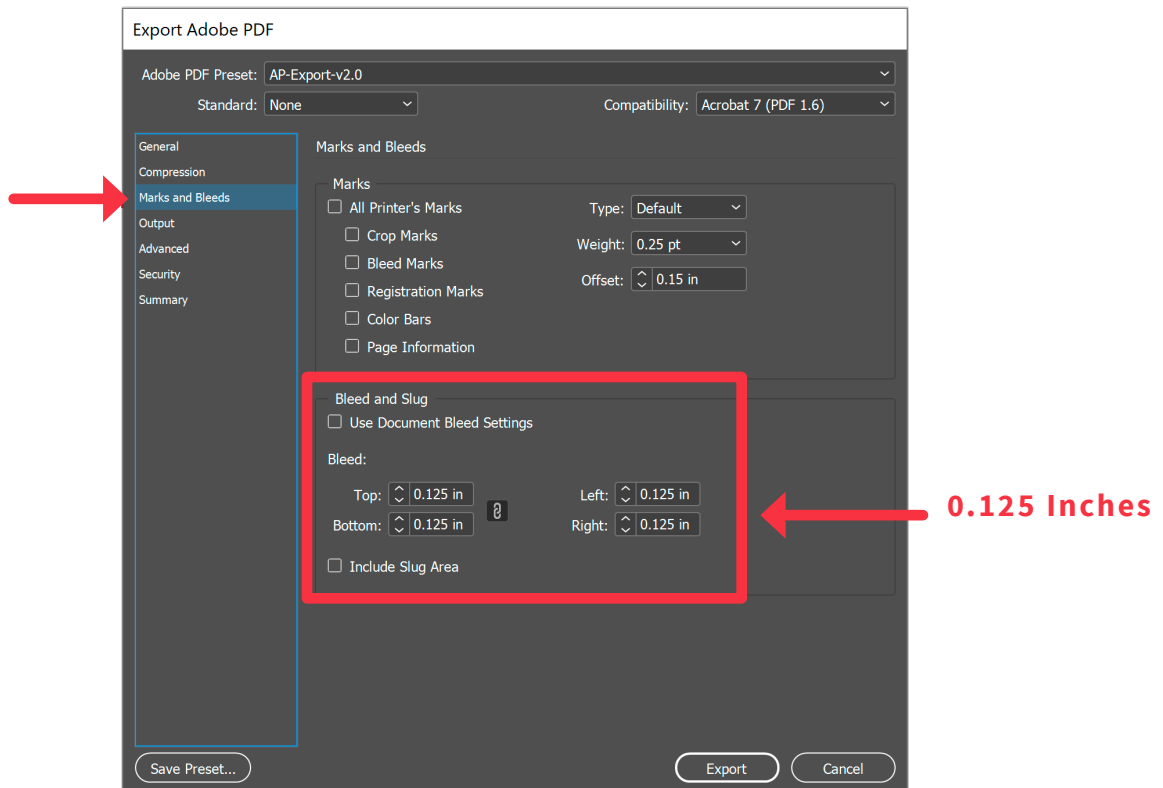 Export Adobe PDF
Adobe PDF Preset: AP-Export-v2.0
Standard: None Compatibility: Acrobat 7 (PDF 1.6)
General
Compression
Marks and Bleeds
Output
Advanced
Security
Summary
Marks and Bleeds
Marks
All Printer's Marks
Crop Marks
Bleed Marks
Registration Marks
Color Bars
Page Information
Type: Default
Weight: 0.25 pt
Offset: 0.15 in
Bleed and Slug
Use Document Bleed Settings
Bleed:
Top: 0.125 in Left: 0.125 in
Bottom: 0.125 in Right: 0.125 in
Include Slug Area
0.125 Inches
Save Preset... Export Cancel